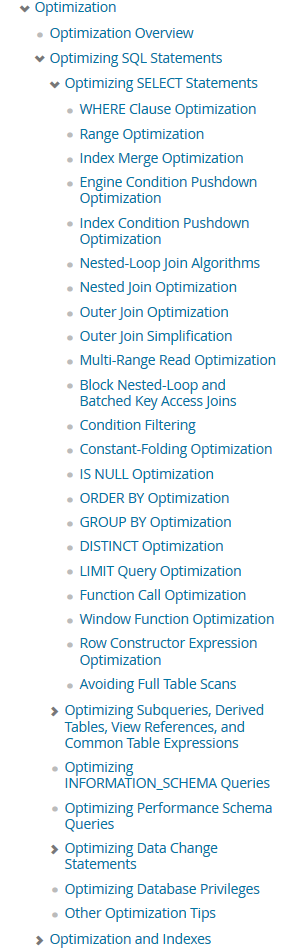 Optimization
Optimization Overview
Optimizing SQL Statements
Optimizing SELECT Statements
WHERE Clause Optimization
Range Optimization
Index Merge Optimization
Engine Condition Pushdown
Optimization
Index Condition Pushdown
Optimization
Nested-Loop Join Algorithms
Nested Join Optimization
Outer Join Optimization
Outer Join Simplification
Multi-Range Read Optimization
Block Nested-Loop and
Batched Key Access Joins
Condition Filtering
Constant-Folding Optimization
IS NULL Optimization
ORDER BY Optimization
GROUP BY Optimization
DISTINCT Optimization
LIMIT Query Optimization
Function Call Optimization
Window Function Optimization
Row Constructor Expression
Optimization
Avoiding Full Table Scans
Optimizing Subqueries, Derived
Tables, View References, and
Common Table Expressions
Optimizing
INFORMATION_SCHEMA Queries
Optimizing Performance Schema
Queries
Optimizing Data Change
Statements
Optimizing Database Privileges
Other Optimization Tips
Optimization and Indexes